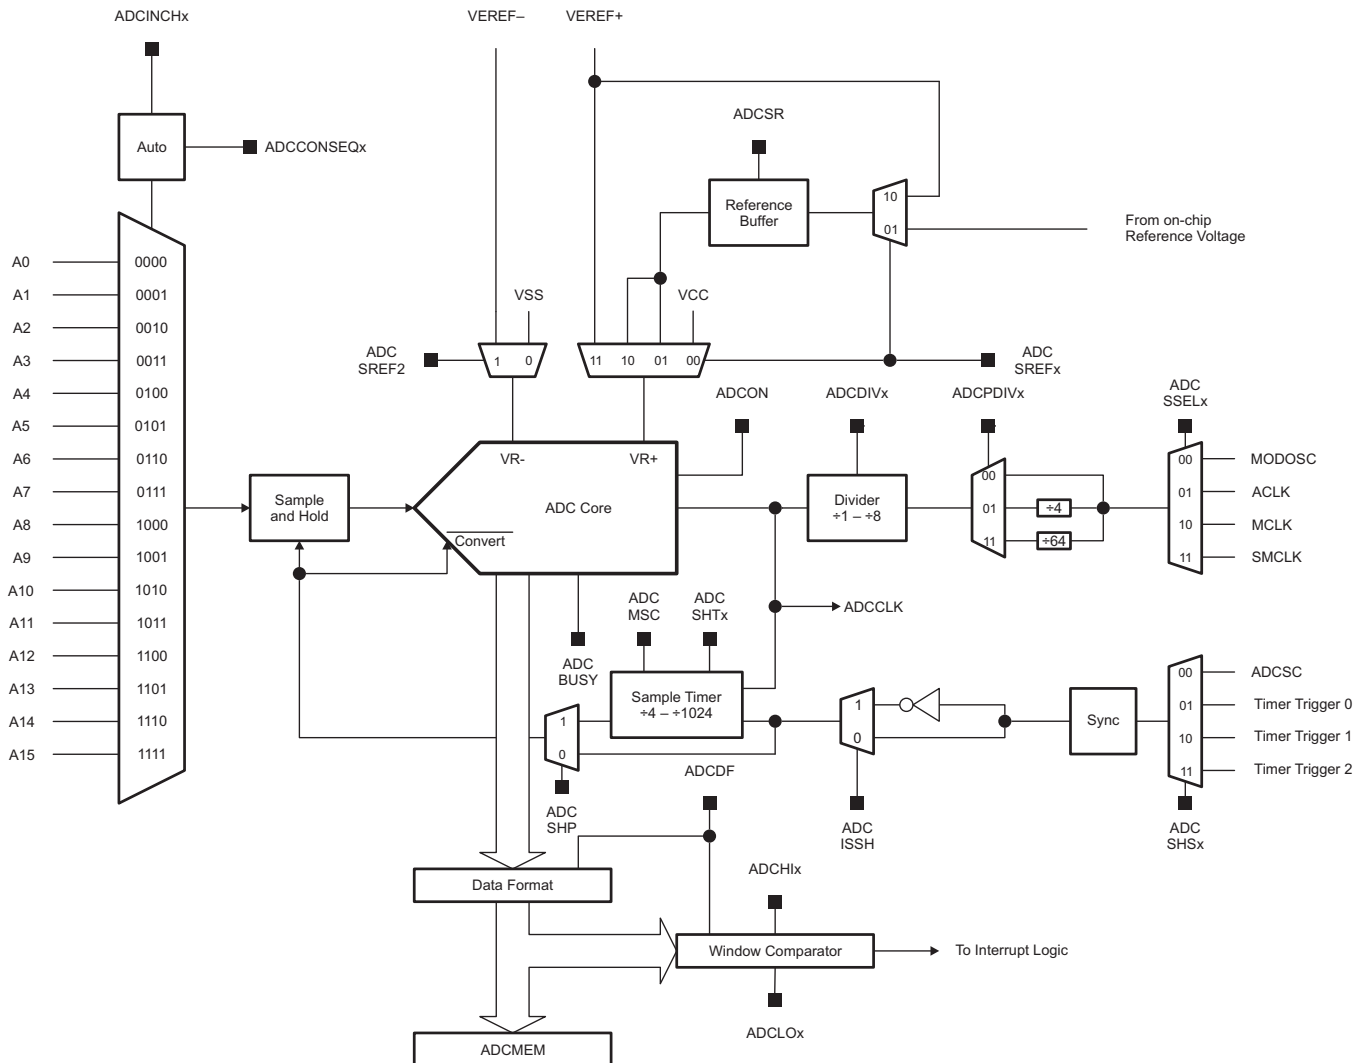 ADCINCHx
VEREF–
VEREF+
ADCSR
Auto
ADCCONSEQx
Reference
Buffer
10
01
From on-chip
Reference Voltage
A0
0000
A1
0001
A2
0010
A3
0011
A4
0100
A5
0101
A6
0110
A7
0111
A8
1000
A9
1001
A10
1010
A11
1011
A12
1100
A13
1101
A14
1110
A15
1111
VSS
VCC
ADC
SREF2
1
0
11
10
01
00
ADC
SREFx
ADCON
ADCDIVx
ADCPDIVx
ADC
SSELx
VR-
VR+
ADC Core
Convert
Sample
and Hold
Divider
÷1 – ÷8
00
01
11
÷4
÷64
00
MODOSC
01
ACLK
10
MCLK
11
SMCLK
ADCCLK
ADC
BUSY
ADC
MSC
ADC
SHTx
Sample Timer
÷4 – ÷1024
1
0
ADC
SHP
1
0
ADC
ISSH
Sync
00
ADCSC
01
Timer Trigger 0
10
Timer Trigger 1
11
Timer Trigger 2
ADC
SHSx
ADCDF
Data Format
ADCHIx
Window Comparator
To Interrupt Logic
ADCLOx
ADCMEM